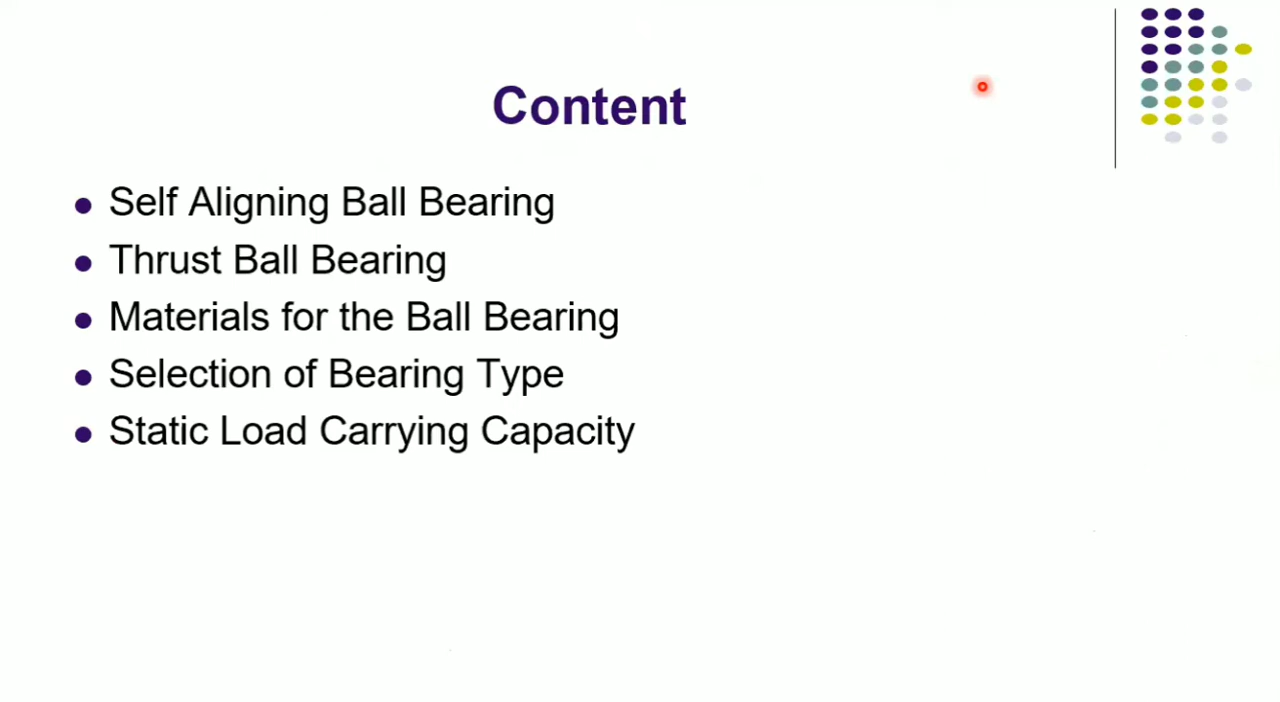 Content
Self Aligning Ball Bearing
Thrust Ball Bearing
Materials for the Ball Bearing
Selection of Bearing Type
Static Load Carrying Capacity